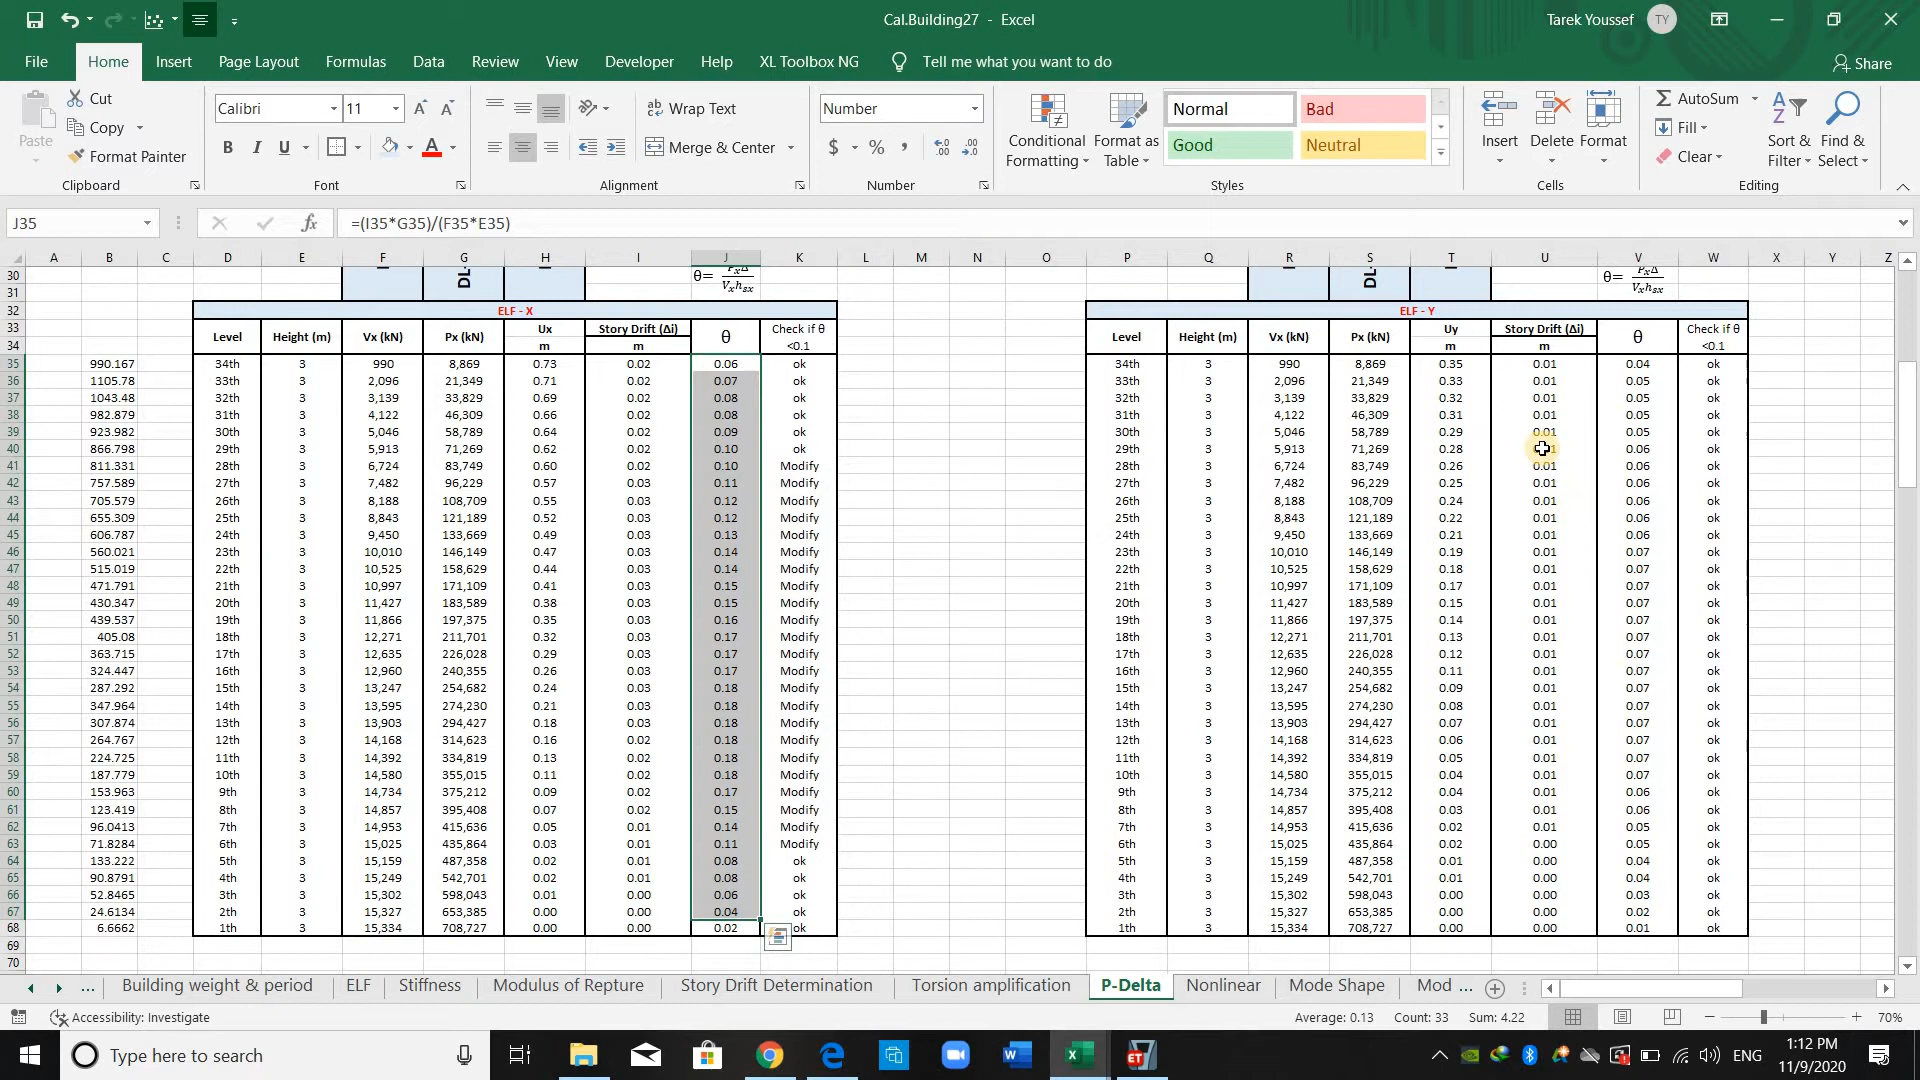 Cal.Building27 - Excel
Tarek Youssef TY
File Home Insert Page Layout Formulas Data Review View Developer Help XL Toolbox NG Tell me what you want to do Share
Paste Cut Copy Format Painter Clipboard
Calibri 11 B I U A Font
Wrap Text Merge & Center Alignment
Number $ % , Number
Conditional Formatting Format as Table Normal Bad Good Neutral Styles
Insert Delete Format Cells
AutoSum Fill Clear Sort & Filter Find & Select Editing
J35 fx =(I35*G35)/(F35*E35)
A B C D E F G H I J K L M N O P Q R S T U V W X Y Z
30 DL- θ= PxΔ DL- θ= PxΔ
31 Vxhsx Vxhsx
32 ELF - X ELF - Y
33 Level Height (m) Vx (kN) Px (kN) Ux Story Drift (Δi) θ Check if θ Level Height (m) Vx (kN) Px (kN) Uy Story Drift (Δi) θ Check if θ
34 m m <0.1 m m <0.1
35 990.167 34th 3 990 8,869 0.73 0.02 0.06 ok 34th 3 990 8,869 0.35 0.01 0.04 ok
36 1105.78 33th 3 2,096 21,349 0.71 0.02 0.07 ok 33th 3 2,096 21,349 0.33 0.01 0.05 ok
37 1043.48 32th 3 3,139 33,829 0.69 0.02 0.08 ok 32th 3 3,139 33,829 0.32 0.01 0.05 ok
38 982.879 31th 3 4,122 46,309 0.66 0.02 0.08 ok 31th 3 4,122 46,309 0.31 0.01 0.05 ok
39 923.982 30th 3 5,046 58,789 0.64 0.02 0.09 ok 30th 3 5,046 58,789 0.29 0.01 0.05 ok
40 866.798 29th 3 5,913 71,269 0.62 0.02 0.10 ok 29th 3 5,913 71,269 0.28 0.06 ok
41 811.331 28th 3 6,724 83,749 0.60 0.02 0.10 Modify 28th 3 6,724 83,749 0.26 0.01 0.06 ok
42 757.589 27th 3 7,482 96,229 0.57 0.03 0.11 Modify 27th 3 7,482 96,229 0.25 0.01 0.06 ok
43 705.579 26th 3 8,188 108,709 0.55 0.03 0.12 Modify 26th 3 8,188 108,709 0.24 0.01 0.06 ok
44 655.309 25th 3 8,843 121,189 0.52 0.03 0.12 Modify 25th 3 8,843 121,189 0.22 0.01 0.06 ok
45 606.787 24th 3 9,450 133,669 0.49 0.03 0.13 Modify 24th 3 9,450 133,669 0.21 0.01 0.06 ok
46 560.021 23th 3 10,010 146,149 0.47 0.03 0.14 Modify 23th 3 10,010 146,149 0.19 0.01 0.07 ok
47 515.019 22th 3 10,525 158,629 0.44 0.03 0.14 Modify 22th 3 10,525 158,629 0.18 0.01 0.07 ok
48 471.791 21th 3 10,997 171,109 0.41 0.03 0.15 Modify 21th 3 10,997 171,109 0.17 0.01 0.07 ok
49 430.347 20th 3 11,427 183,589 0.38 0.03 0.15 Modify 20th 3 11,427 183,589 0.15 0.01 0.07 ok
50 439.537 19th 3 11,866 197,375 0.35 0.03 0.16 Modify 19th 3 11,866 197,375 0.14 0.01 0.07 ok
51 405.08 18th 3 12,271 211,701 0.32 0.03 0.17 Modify 18th 3 12,271 211,701 0.13 0.01 0.07 ok
52 363.715 17th 3 12,635 226,028 0.29 0.03 0.17 Modify 17th 3 12,635 226,028 0.12 0.01 0.07 ok
53 324.447 16th 3 12,960 240,355 0.26 0.03 0.17 Modify 16th 3 12,960 240,355 0.11 0.01 0.07 ok
54 287.292 15th 3 13,247 254,682 0.24 0.03 0.18 Modify 15th 3 13,247 254,682 0.09 0.01 0.07 ok
55 347.964 14th 3 13,595 274,230 0.21 0.03 0.18 Modify 14th 3 13,595 274,230 0.08 0.01 0.07 ok
56 307.874 13th 3 13,903 294,427 0.18 0.03 0.18 Modify 13th 3 13,903 294,427 0.07 0.01 0.07 ok
57 264.767 12th 3 14,168 314,623 0.16 0.03 0.18 Modify 12th 3 14,168 314,623 0.06 0.01 0.07 ok
58 224.725 11th 3 14,392 334,819 0.13 0.02 0.18 Modify 11th 3 14,392 334,819 0.05 0.01 0.07 ok
59 187.779 10th 3 14,580 355,015 0.11 0.02 0.18 Modify 10th 3 14,580 355,015 0.04 0.01 0.07 ok
60 153.963 9th 3 14,734 375,212 0.09 0.02 0.17 Modify 9th 3 14,734 375,212 0.04 0.01 0.06 ok
61 123.419 8th 3 14,857 395,408 0.07 0.02 0.15 Modify 8th 3 14,857 395,408 0.03 0.01 0.06 ok
62 96.0413 7th 3 14,953 415,636 0.05 0.01 0.14 Modify 7th 3 14,953 415,636 0.02 0.01 0.05 ok
63 71.8284 6th 3 15,025 435,864 0.03 0.01 0.11 Modify 6th 3 15,025 435,864 0.02 0.00 0.05 ok
64 133.222 5th 3 15,159 487,358 0.02 0.01 0.08 ok 5th 3 15,159 487,358 0.01 0.00 0.04 ok
65 90.8791 4th 3 15,249 542,701 0.02 0.01 0.08 ok 4th 3 15,249 542,701 0.01 0.00 0.04 ok
66 52.8465 3th 3 15,302 598,043 0.01 0.00 0.06 ok 3th 3 15,302 598,043 0.00 0.00 0.03 ok
67 24.6134 2th 3 15,327 653,385 0.00 0.00 0.04 ok 2th 3 15,327 653,385 0.00 0.00 0.02 ok
68 6.6662 1th 3 15,334 708,727 0.00 0.00 0.02 ok 1th 3 15,334 708,727 0.00 0.00 0.01 ok
69
70
... Building weight & period ELF Stiffness Modulus of Repture Story Drift Determination Torsion amplification P-Delta Nonlinear Mode Shape Mod ...
Accessibility: Investigate Average: 0.13 Count: 33 Sum: 4.22 70%
Type here to search ENG 1:12 PM
11/9/2020